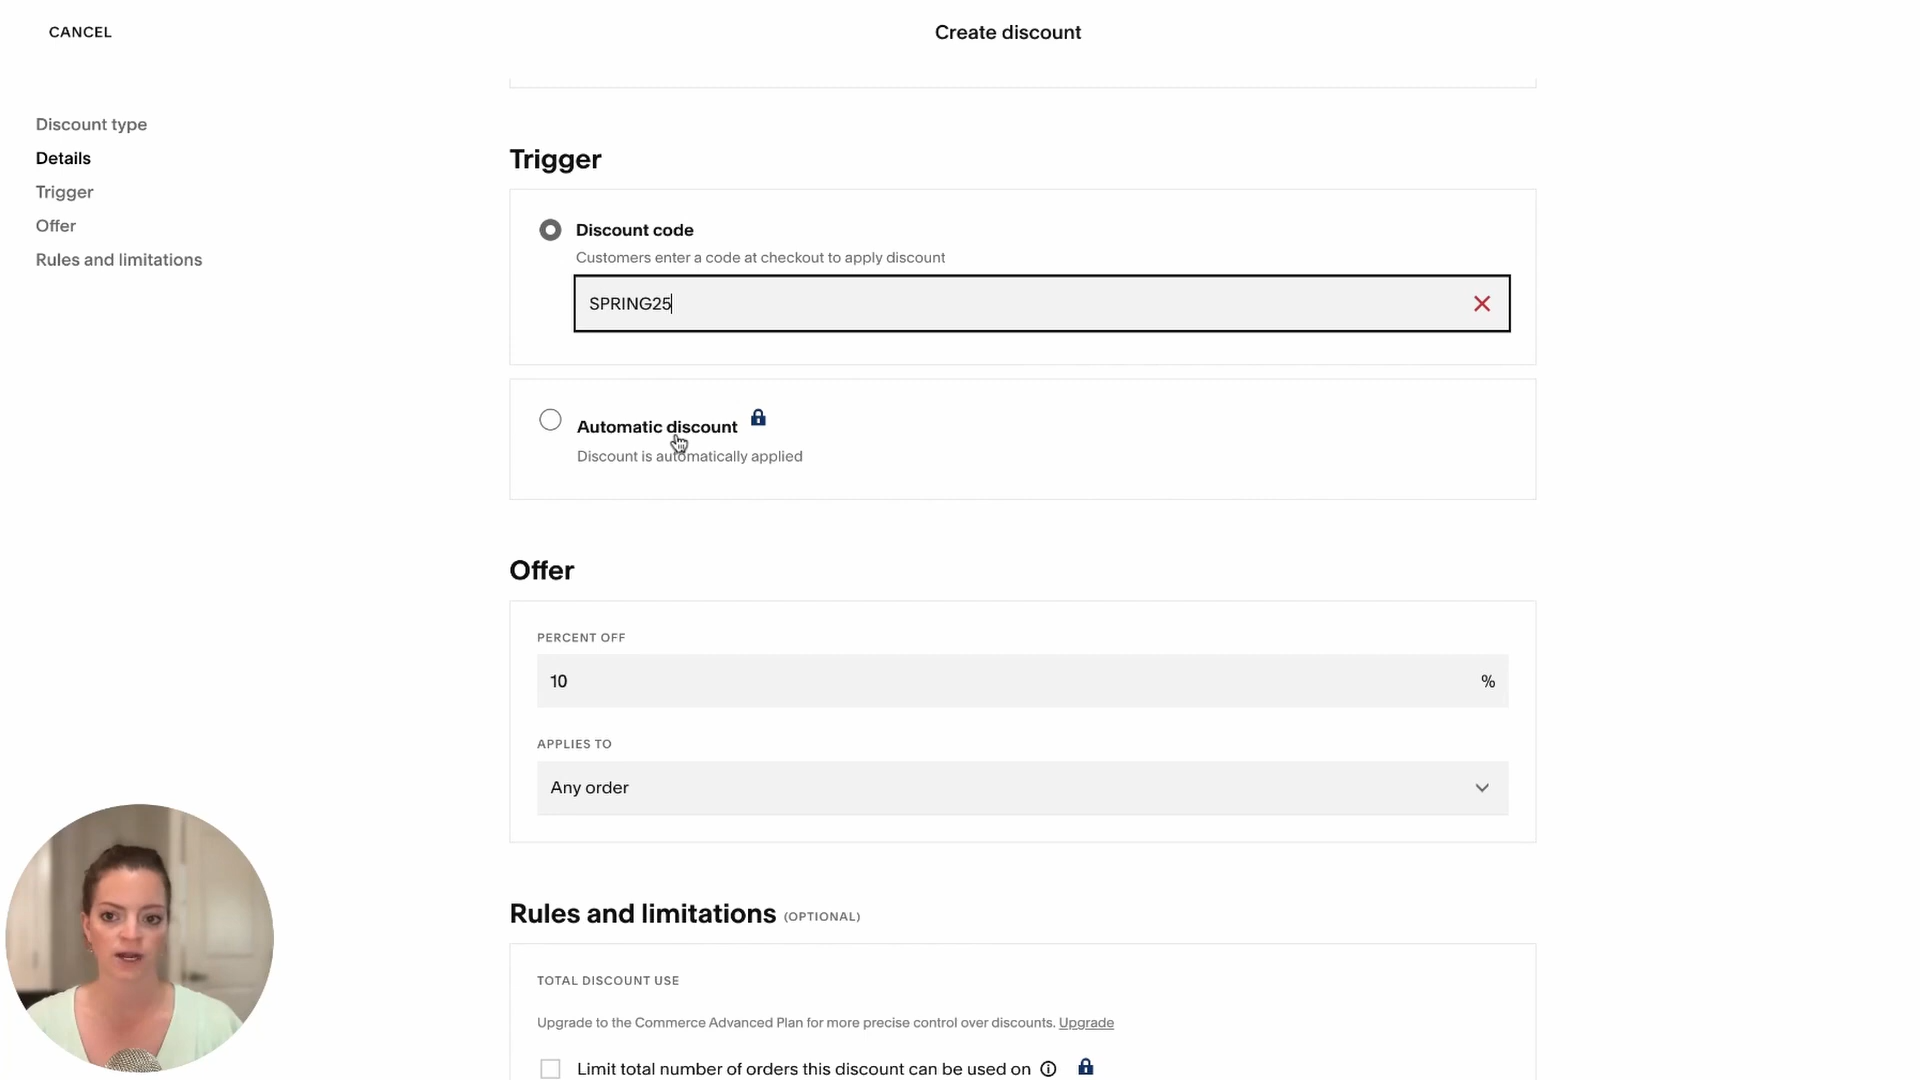 CANCEL
Create discount
Discount type
Details
Trigger
Offer
Rules and limitations
Trigger
Discount code
Customers enter a code at checkout to apply discount
SPRING25
Automatic discount
Discount is automatically applied
Offer
PERCENT OFF
10 %
APPLIES TO
Any order
Rules and limitations (OPTIONAL)
TOTAL DISCOUNT USE
Upgrade to the Commerce Advanced Plan for more precise control over discounts. Upgrade
Limit total number of orders this discount can be used on